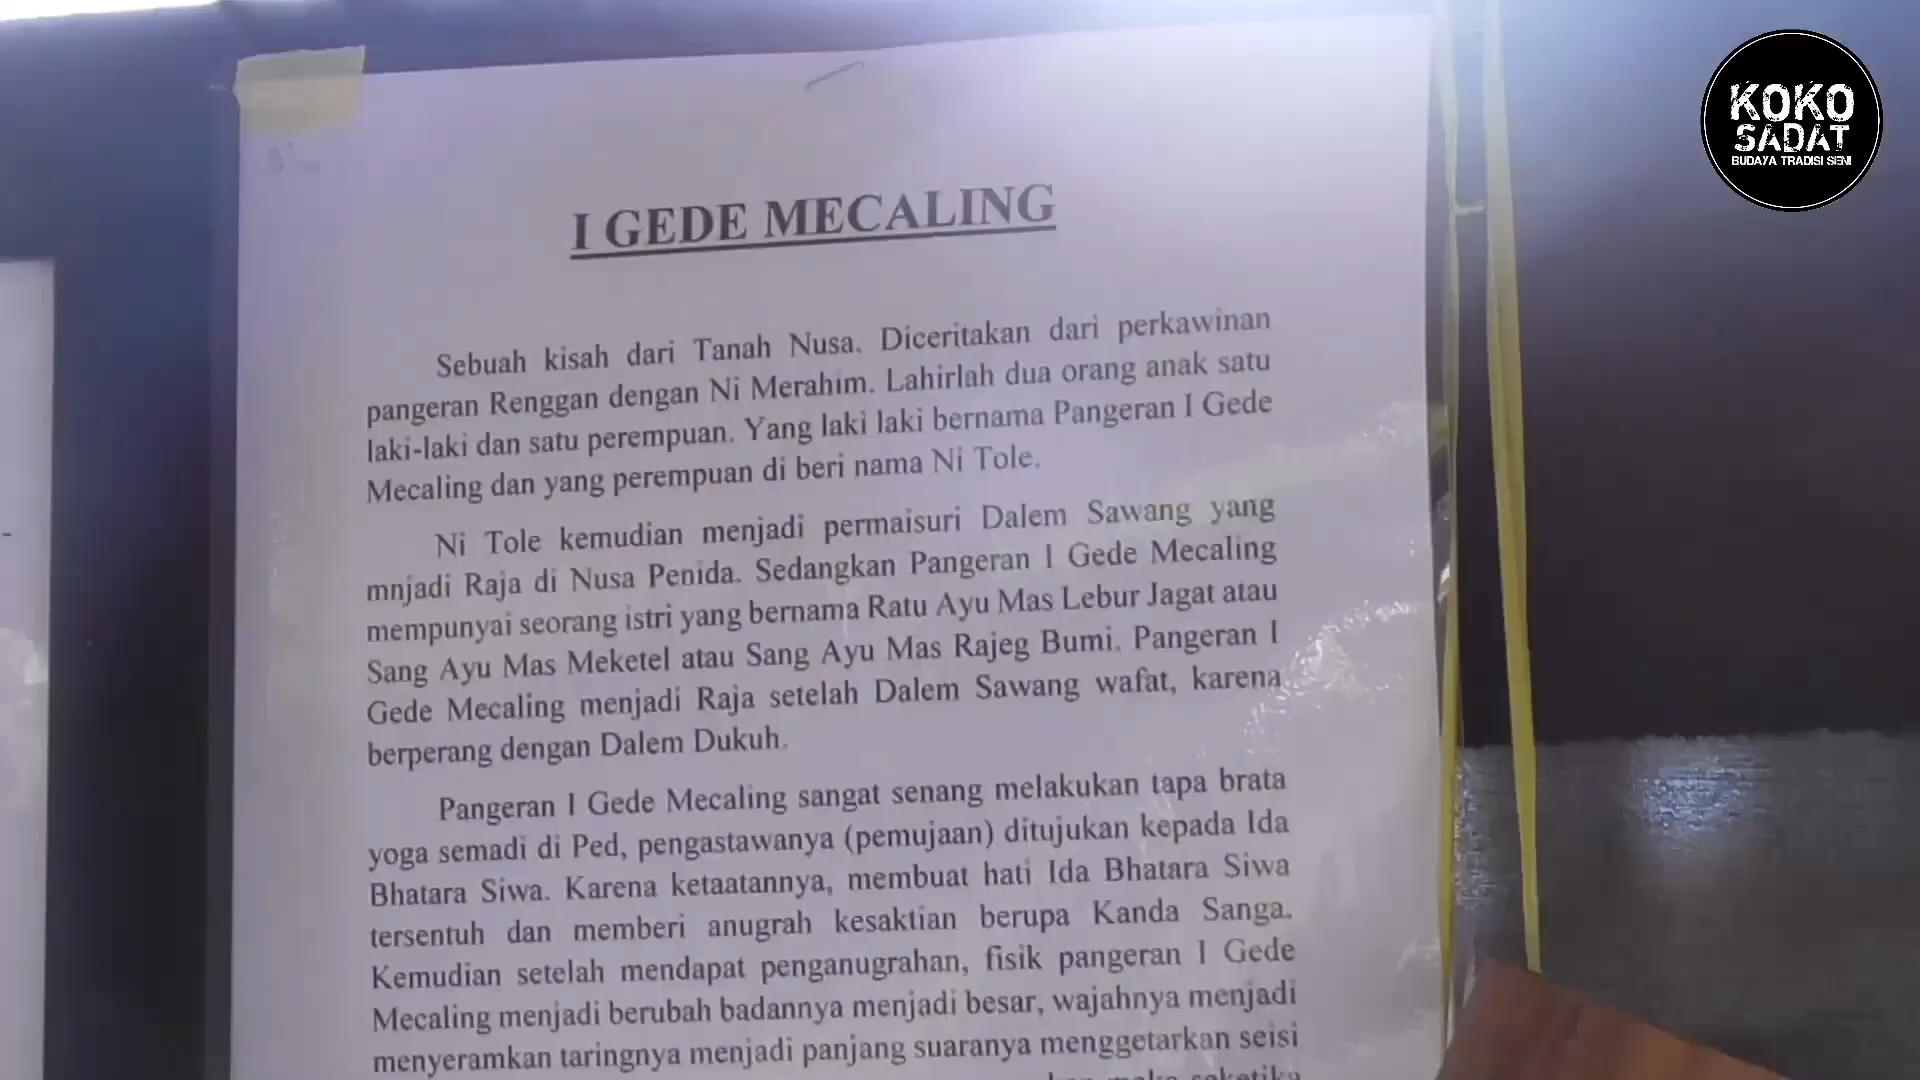 KOKO
SADAT
BUDAYA TRADISI SENI
I GEDE MECALING
Sebuah kisah dari Tanah Nusa. Diceritakan dari perkawinan
pangeran Renggan dengan Ni Merahim. Lahirlah dua orang anak satu
laki-laki dan satu perempuan. Yang laki laki bernama Pangeran I Gede
Mecaling dan yang perempuan di beri nama Ni Tole.
Ni Tole kemudian menjadi permaisuri Dalem Sawang yang
mnjadi Raja di Nusa Penida. Sedangkan Pangeran I Gede Mecaling
mempunyai seorang istri yang bernama Ratu Ayu Mas Lebur Jagat atau
Sang Ayu Mas Meketel atau Sang Ayu Mas Rajeg Bumi. Pangeran I
Gede Mecaling menjadi Raja setelah Dalem Sawang wafat, karena
berperang dengan Dalem Dukuh.
Pangeran I Gede Mecaling sangat senang melakukan tapa brata
yoga semadi di Ped, pengastawanya (pemujaan) ditujukan kepada Ida
Bhatara Siwa. Karena ketaatannya, membuat hati Ida Bhatara Siwa
tersentuh dan memberi anugrah kesaktian berupa Kanda Sanga.
Kemudian setelah mendapat penganugrahan, fisik pangeran I Gede
Mecaling menjadi berubah badannya menjadi besar, wajahnya menjadi
menyeramkan taringnya menjadi panjang suaranya menggetarkan seisi
maka seketika